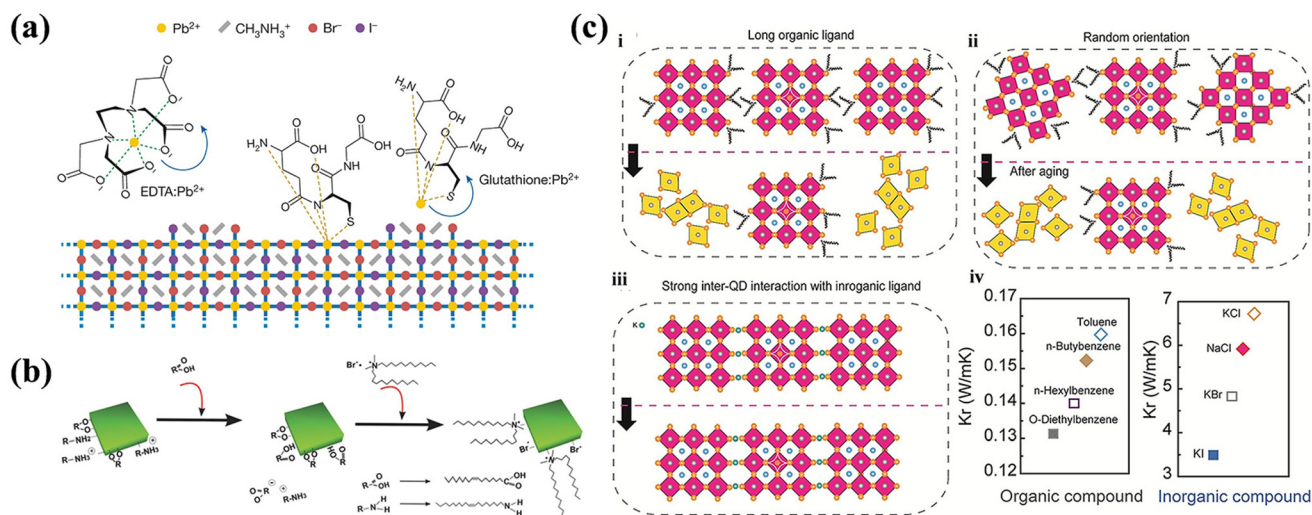 (a)
Pb²⁺ CH₃NH₃⁺ Br⁻ I⁻
EDTA:Pb²⁺
Glutathione:Pb²⁺
(b)
(c)
i
Long organic ligand
ii
Random orientation
After aging
iii
Strong inter-QD interaction with inroganic ligand
K
iv
Kr (W/mK)
0.17
0.16
0.15
0.14
0.13
0.12
Toluene
n-Butybenzene
n-Hexylbenzene
O-Diethylbenzene
Organic compound
Kr (W/mK)
7
6
5
4
3
KCl
NaCl
KBr
KI
Inorganic compound